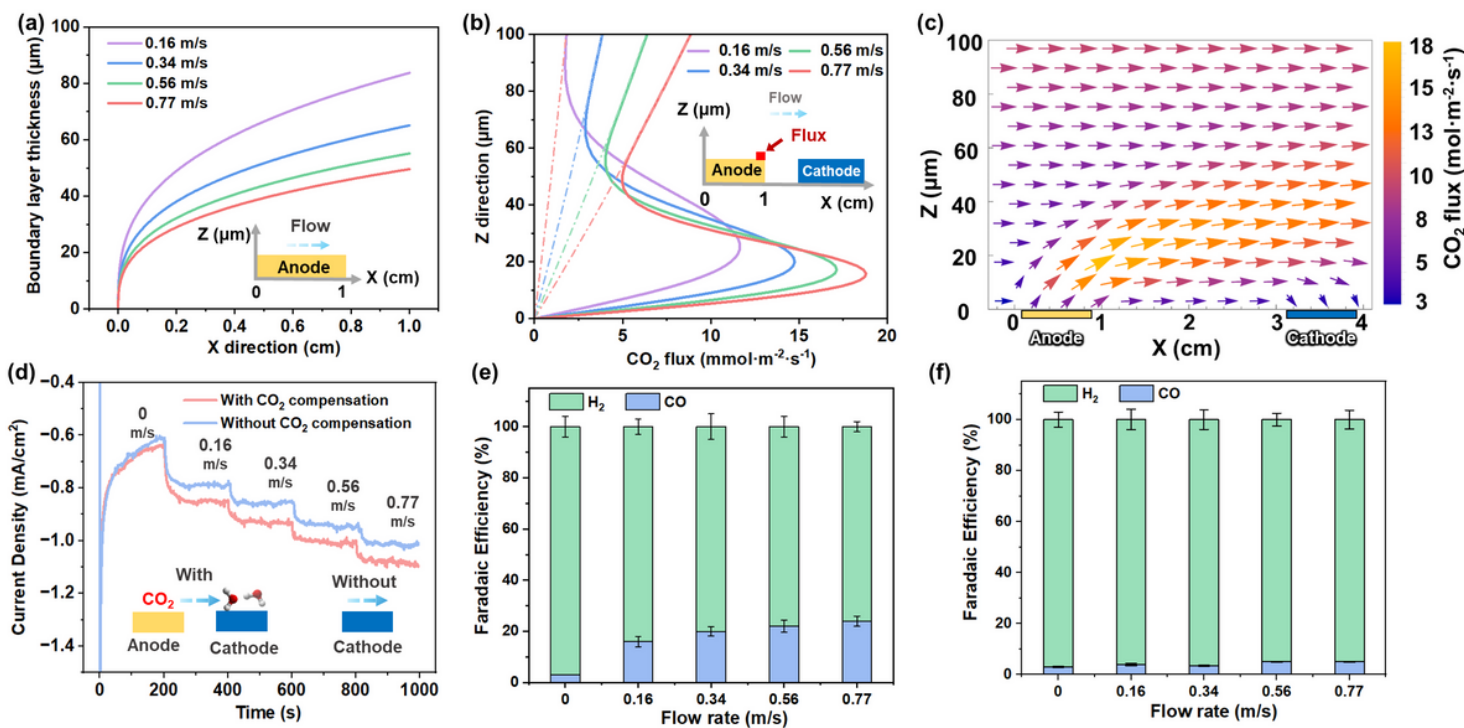 (a)
Boundary layer thickness (µm)
100
80
60
40
20
0
0.16 m/s
0.34 m/s
0.56 m/s
0.77 m/s
Z (µm)
Flow
Anode
X (cm)
0
1
0.0
0.2
0.4
0.6
0.8
1.0
X direction (cm)
(b)
Z direction (µm)
100
80
60
40
20
0
0.16 m/s
0.56 m/s
0.34 m/s
0.77 m/s
Flow
Z (µm)
Flux
Anode
Cathode
0
1
X (cm)
0
5
10
15
20
CO₂ flux (mmol·m⁻²·s⁻¹)
(c)
Z (µm)
100
80
60
40
20
0
0
1
2
3
4
Anode
X (cm)
Cathode
18
15
13
10
8
5
3
CO₂ flux (mol·m⁻²·s⁻¹)
(d)
Current Density (mA/cm²)
−0.4
−0.6
−0.8
−1.0
−1.2
−1.4
With CO₂ compensation
Without CO₂ compensation
0
m/s
0.16
m/s
0.34
m/s
0.56
m/s
0.77
m/s
With
CO₂
Anode
Cathode
Without
Cathode
0
200
400
600
800
1000
Time (s)
(e)
Faradaic Efficiency (%)
H₂
CO
100
80
60
40
20
0
0
0.16
0.34
0.56
0.77
Flow rate (m/s)
(f)
Faradaic Efficiency (%)
H₂
CO
100
80
60
40
20
0
0
0.16
0.34
0.56
0.77
Flow rate (m/s)